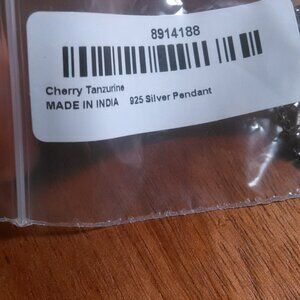 8914188
Cherry Tanzurine
MADE IN INDIA 925 Silver Pendant